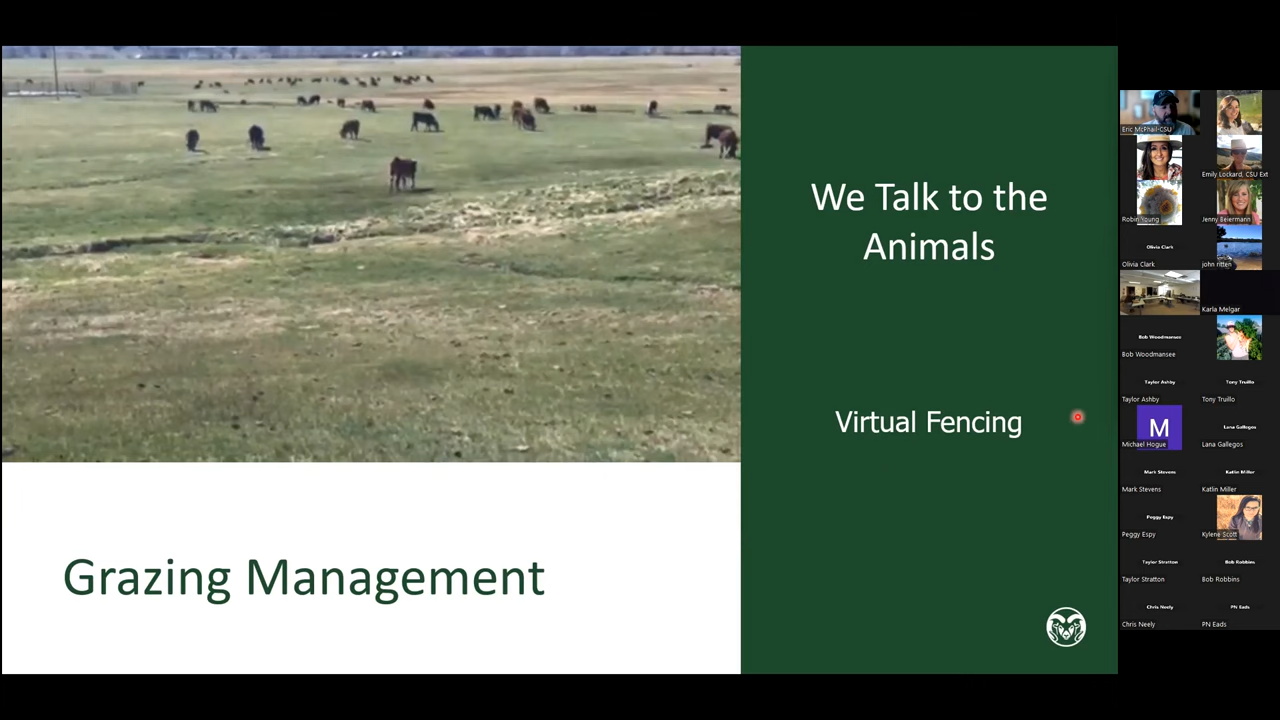 We Talk to the
Animals
Virtual Fencing
Grazing Management
Eric McPhail-CSU
Emily Lockard, CSU Ext
Robin Young
Jenny Beiermann
Olivia Clark
Olivia Clark
john ritten
Karla Melgar
Bob Woodmansee
Bob Woodmansee
Taylor Ashby
Tony Truillo
Taylor Ashby
Tony Truillo
M
Lana Gallegos
Michael Hogue
Lana Gallegos
Mark Stevens
Katlin Miller
Mark Stevens
Katlin Miller
Peggy Espy
Peggy Espy
Kylene Scott
Taylor Stratton
Bob Robbins
Taylor Stratton
Bob Robbins
Chris Neely
PN Eads
Chris Neely
PN Eads